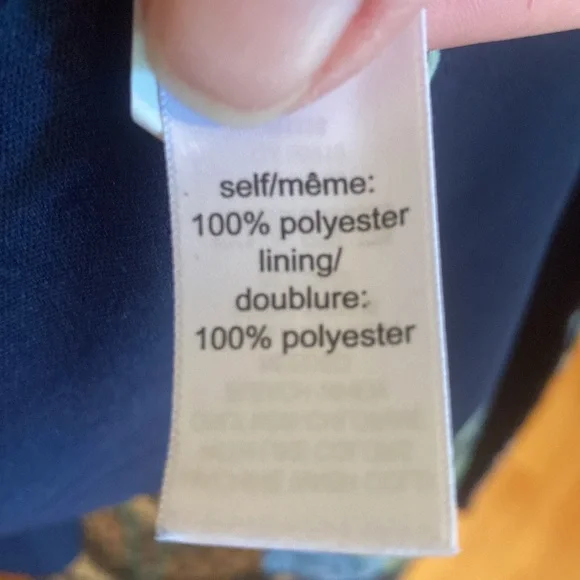 self/même:
100% polyester
lining/
doublure:
100% polyester